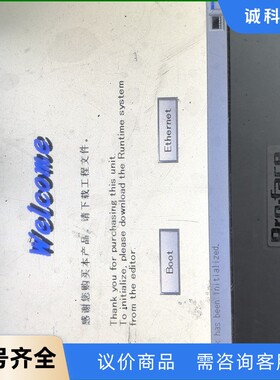 诚科
Welcome
感谢您购买本产品。请下载工程文件。
Thank you for purchasing this unit.
To initialize, please download the Runtime system
from the editor.
Boot
Ethernet
has been initialized.
Pro-face
号齐全
议价商品
需咨询客服